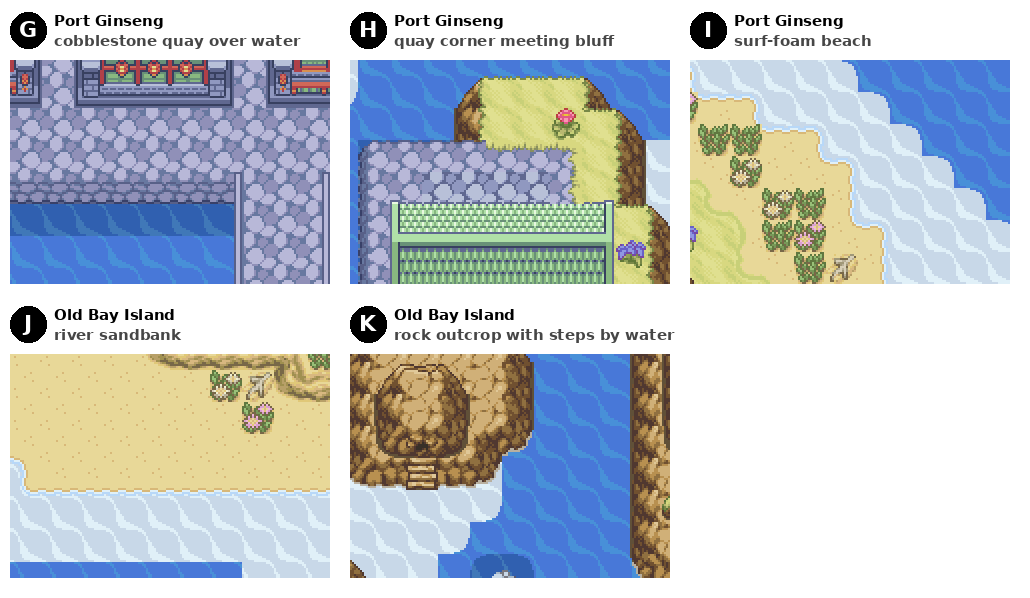 G Port Ginseng
cobblestone quay over water
H Port Ginseng
quay corner meeting bluff
I Port Ginseng
surf-foam beach
J Old Bay Island
river sandbank
K Old Bay Island
rock outcrop with steps by water